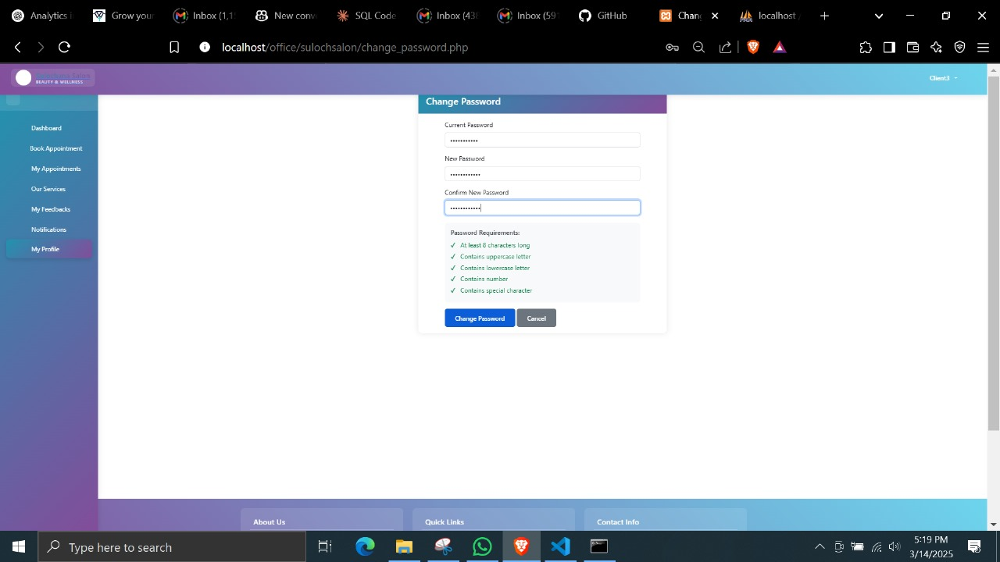 Analytics i
Grow your
Inbox (1,1
New conv
SQL Code
Inbox (438
Inbox (591
GitHub
Chang
localhost /
localhost/office/sulochsalon/change_password.php
BEAUTY & WELLNESS
Client3
Dashboard
Book Appointment
My Appointments
Our Services
My Feedbacks
Notifications
My Profile
Change Password
Current Password
•••••••••••
New Password
••••••••••••
Confirm New Password
••••••••••••
Password Requirements:
✓ At least 8 characters long
✓ Contains uppercase letter
✓ Contains lowercase letter
✓ Contains number
✓ Contains special character
Change Password
Cancel
About Us
Quick Links
Contact Info
Type here to search
5:19 PM
3/14/2025